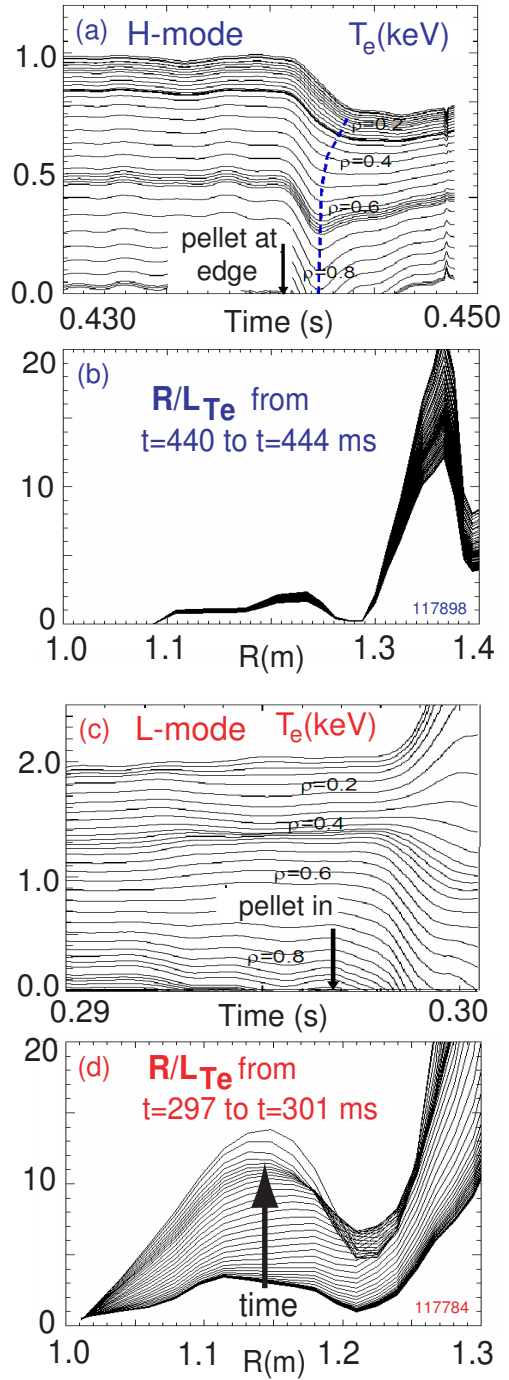 (a) H-mode T_e(keV)
1.0
ρ=0.2
ρ=0.4
0.5
ρ=0.6
pellet at
edge
ρ=0.8
0.0
0.430 Time (s) 0.450
20
(b)
R/L_Te from
t=440 to t=444 ms
10
117898
0
1.0 1.1 1.2 1.3 1.4
R(m)
(c) L-mode T_e(keV)
2.0
ρ=0.2
ρ=0.4
ρ=0.6
1.0
pellet in
ρ=0.8
0.0
0.29 Time (s) 0.30
20
(d) R/L_Te from
t=297 to t=301 ms
10
time
117784
0
1.0 1.1 1.2 1.3
R(m)